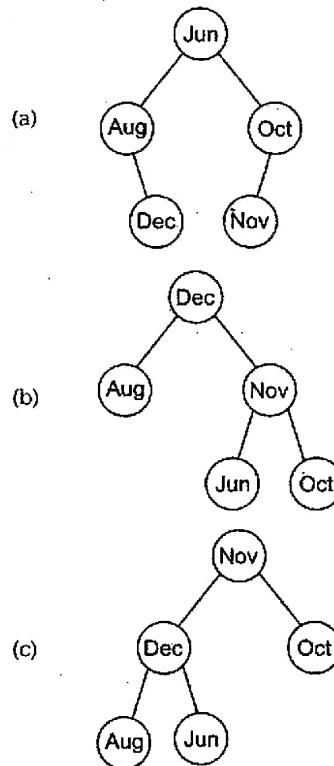 Jun
(a)
Aug Oct
Dec Nov
Dec
(b)
Aug Nov
Jun Oct
Nov
(c)
Dec Oct
Aug Jun